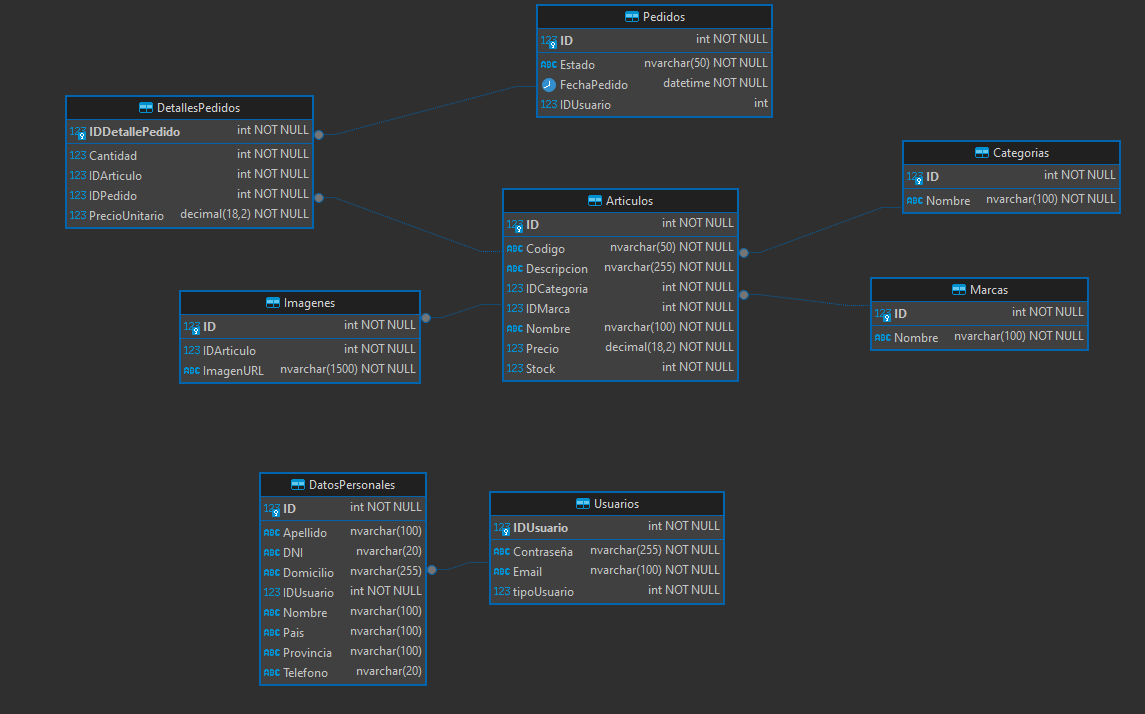 Pedidos
123 ID int NOT NULL
ABC Estado nvarchar(50) NOT NULL
FechaPedido datetime NOT NULL
123 IDUsuario int
DetallesPedidos
123 IDDetallePedido int NOT NULL
123 Cantidad int NOT NULL
123 IDArticulo int NOT NULL
123 IDPedido int NOT NULL
123 PrecioUnitario decimal(18,2) NOT NULL
Categorias
123 ID int NOT NULL
ABC Nombre nvarchar(100) NOT NULL
Articulos
123 ID int NOT NULL
ABC Codigo nvarchar(50) NOT NULL
ABC Descripcion nvarchar(255) NOT NULL
123 IDCategoria int NOT NULL
123 IDMarca int NOT NULL
ABC Nombre nvarchar(100) NOT NULL
123 Precio decimal(18,2) NOT NULL
123 Stock int NOT NULL
Imagenes
123 ID int NOT NULL
123 IDArticulo int NOT NULL
ABC ImagenURL nvarchar(1500) NOT NULL
Marcas
123 ID int NOT NULL
ABC Nombre nvarchar(100) NOT NULL
DatosPersonales
123 ID int NOT NULL
ABC Apellido nvarchar(100)
ABC DNI nvarchar(20)
ABC Domicilio nvarchar(255)
123 IDUsuario int NOT NULL
ABC Nombre nvarchar(100)
ABC Pais nvarchar(100)
ABC Provincia nvarchar(100)
ABC Telefono nvarchar(20)
Usuarios
123 IDUsuario int NOT NULL
ABC Contraseña nvarchar(255) NOT NULL
ABC Email nvarchar(100) NOT NULL
123 tipoUsuario int NOT NULL